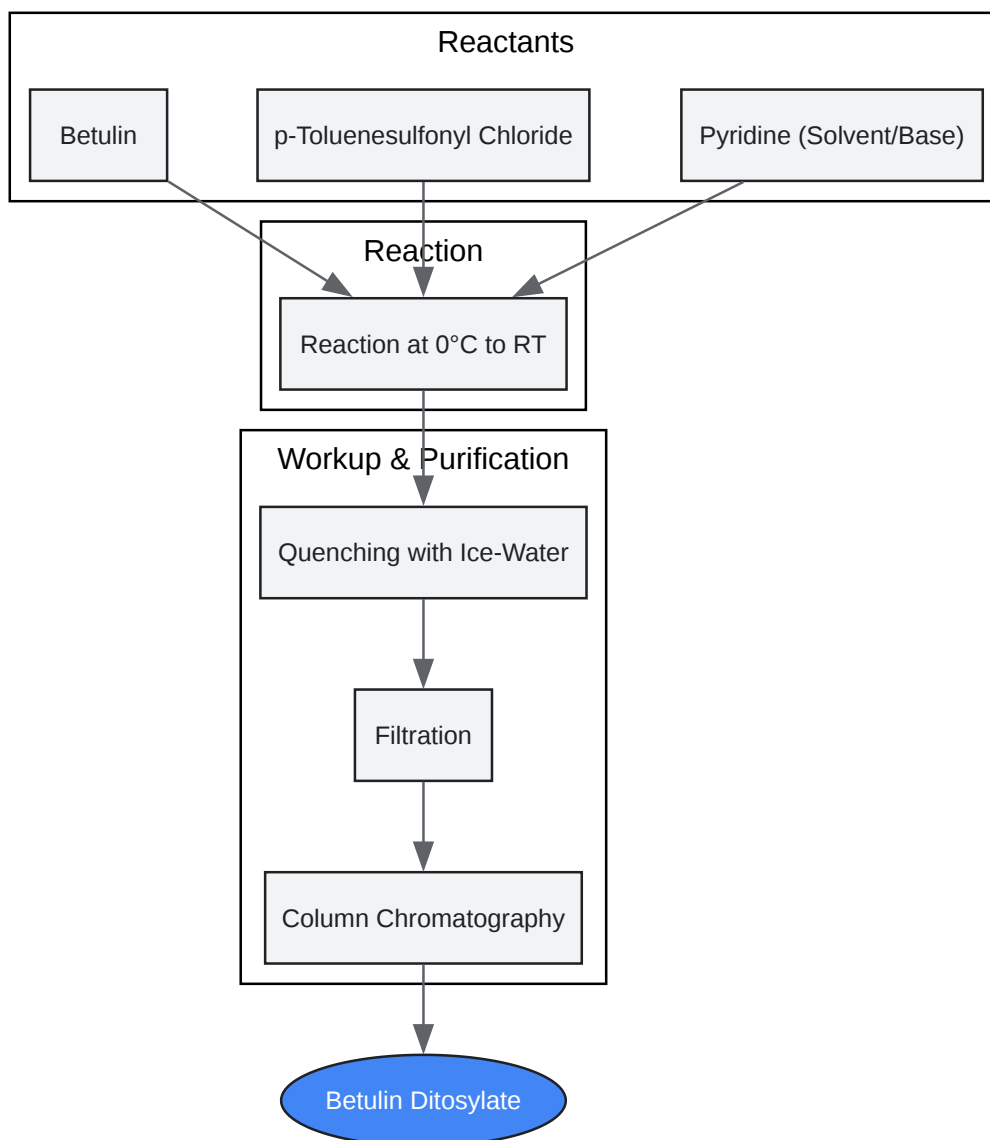 Reactants
Betulin
p-Toluenesulfonyl Chloride
Pyridine (Solvent/Base)
Reaction
Reaction at 0°C to RT
Workup & Purification
Quenching with Ice-Water
Filtration
Column Chromatography
Betulin Ditosylate